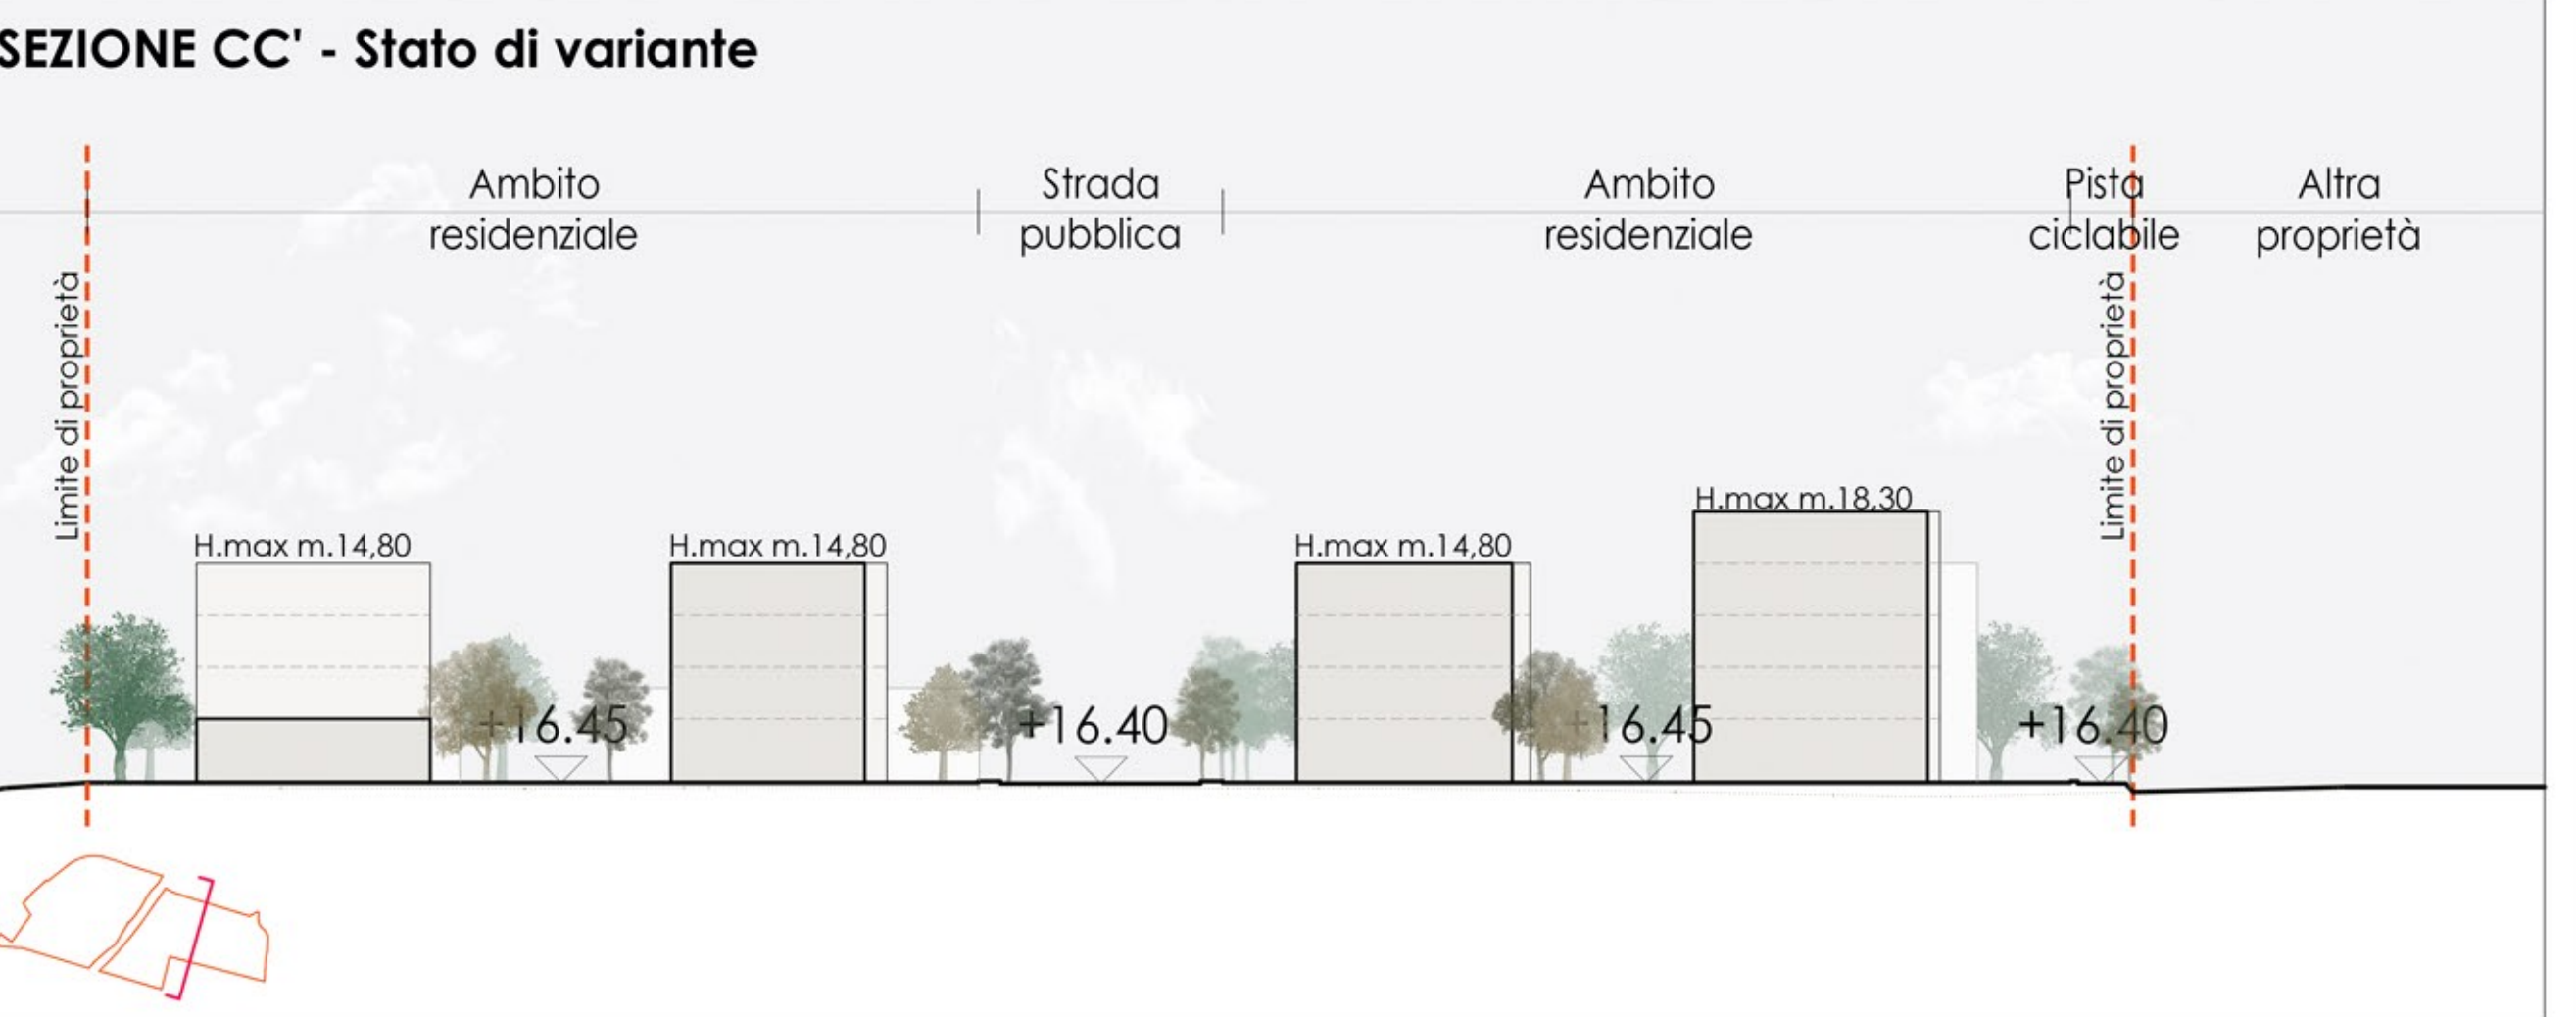 SEZIONE CC' - Stato di variante
Ambito
residenziale
Strada
pubblica
Ambito
residenziale
Pista
ciclabile
Altra
proprietà
Limite di proprietà
Limite di proprietà
H.max m.14,80
H.max m.14,80
H.max m.14,80
H.max m.18,30
+16.45
+16.40
+16.45
+16.40